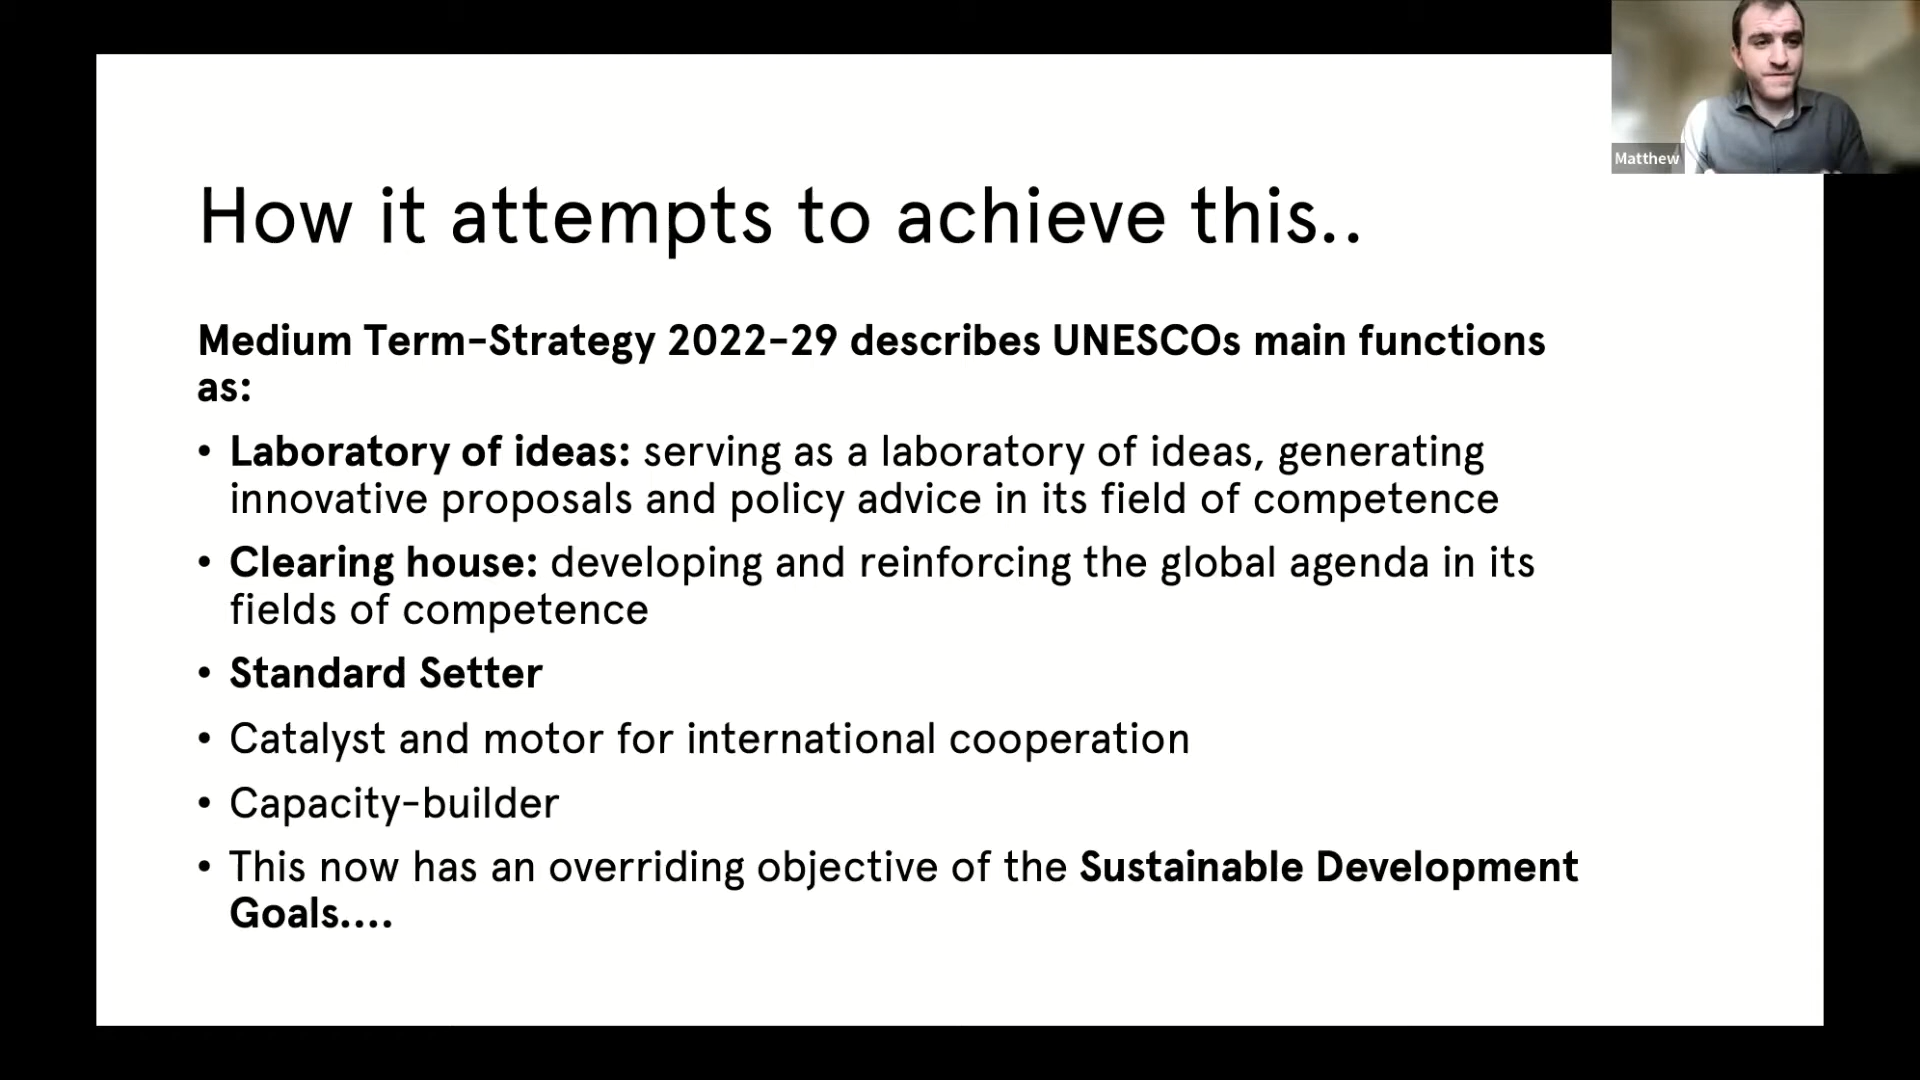 Matthew
How it attempts to achieve this..
Medium Term-Strategy 2022-29 describes UNESCOs main functions
as:
• Laboratory of ideas: serving as a laboratory of ideas, generating
innovative proposals and policy advice in its field of competence
• Clearing house: developing and reinforcing the global agenda in its
fields of competence
• Standard Setter
• Catalyst and motor for international cooperation
• Capacity-builder
• This now has an overriding objective of the Sustainable Development
Goals....